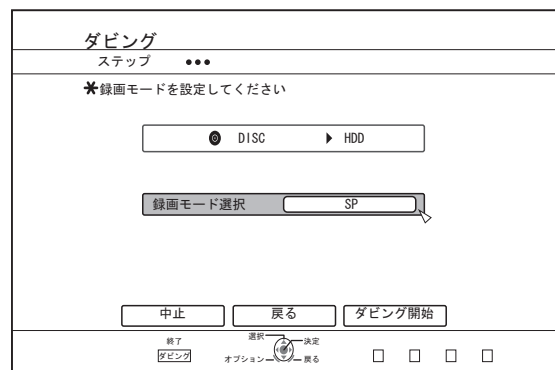 ダビング
ステップ •••
*録画モードを設定してください
DISC ▶ HDD
録画モード選択 SP
中止 戻る ダビング開始
終了 選択 決定
ダビング オプション 戻る